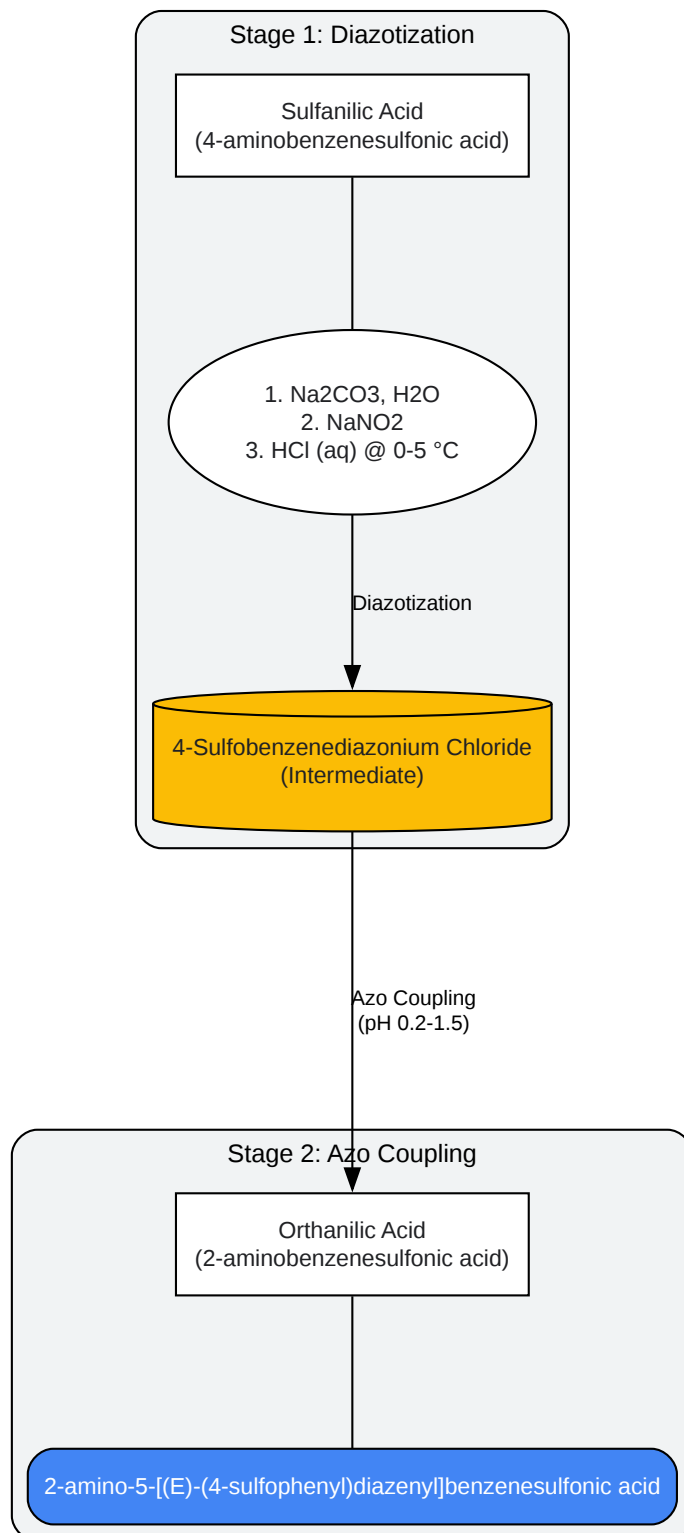 Stage 1: Diazotization
Sulfanilic Acid
(4-aminobenzenesulfonic acid)
1. Na2CO3, H2O
2. NaNO2
3. HCl (aq) @ 0-5 °C
Diazotization
4-Sulfobenzenediazonium Chloride
(Intermediate)
Azo Coupling
(pH 0.2-1.5)
Stage 2: Azo Coupling
Orthanilic Acid
(2-aminobenzenesulfonic acid)
2-amino-5-[(E)-(4-sulfophenyl)diazenyl]benzenesulfonic acid